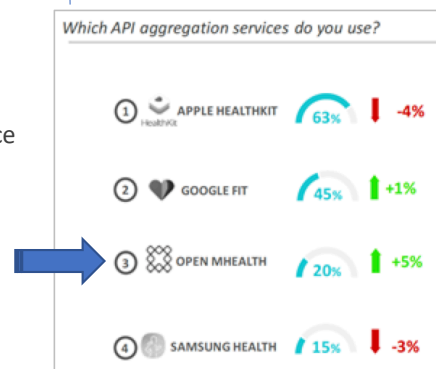 Which API aggregation services do you use?
1 HealthKit APPLE HEALTHKIT 63% -4%
ce
2 GOOGLE FIT 45% +1%
3 OPEN MHEALTH 20% +5%
4 SAMSUNG HEALTH 15% -3%